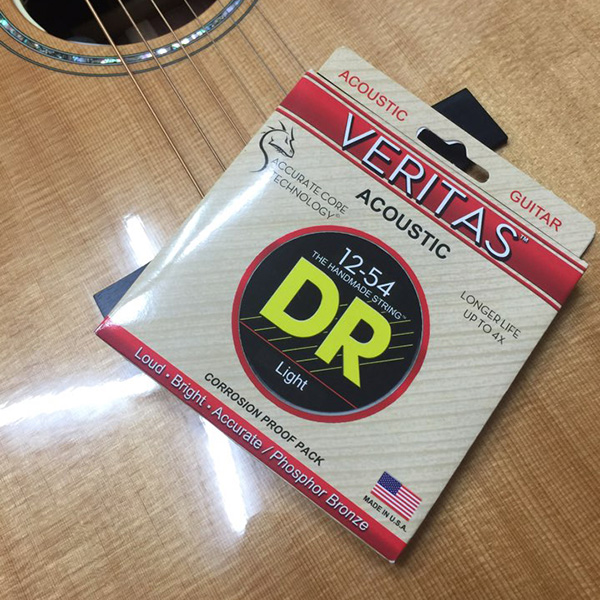 ACOUSTIC
GUITAR
VERITAS™
ACOUSTIC
ACCURATE CORE
TECHNOLOGY®
12-54
THE HANDMADE STRING™
DR
Light
LONGER LIFE
UP TO 4X
CORROSION PROOF PACK
MADE IN U.S.A.
Loud • Bright • Accurate / Phosphor Bronze